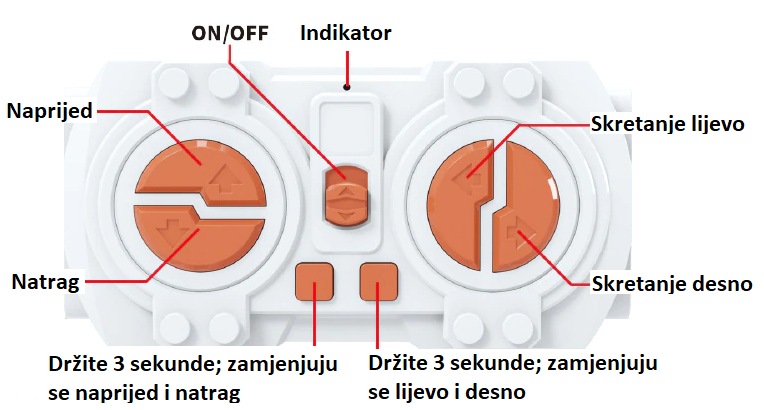 ON/OFF
Indikator
Naprijed
Skretanje lijevo
Natrag
Skretanje desno
Držite 3 sekunde; zamjenjuju
se naprijed i natrag
Držite 3 sekunde; zamjenjuju
se lijevo i desno